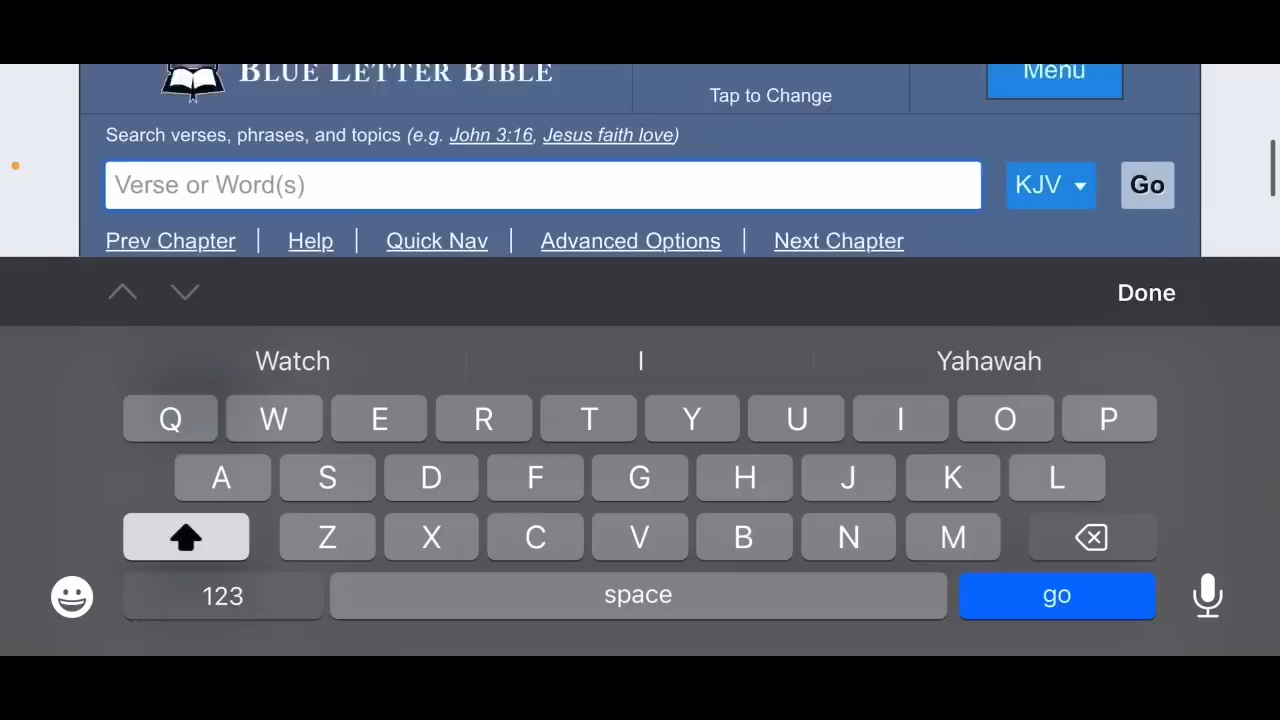 BLUE LETTER BIBLE
Menu
Tap to Change
Search verses, phrases, and topics (e.g. John 3:16, Jesus faith love)
Verse or Word(s)
KJV
Go
Prev Chapter | Help | Quick Nav | Advanced Options | Next Chapter
Done
Watch I Yahawah
Q W E R T Y U I O P
A S D F G H J K L
Z X C V B N M
123 space go